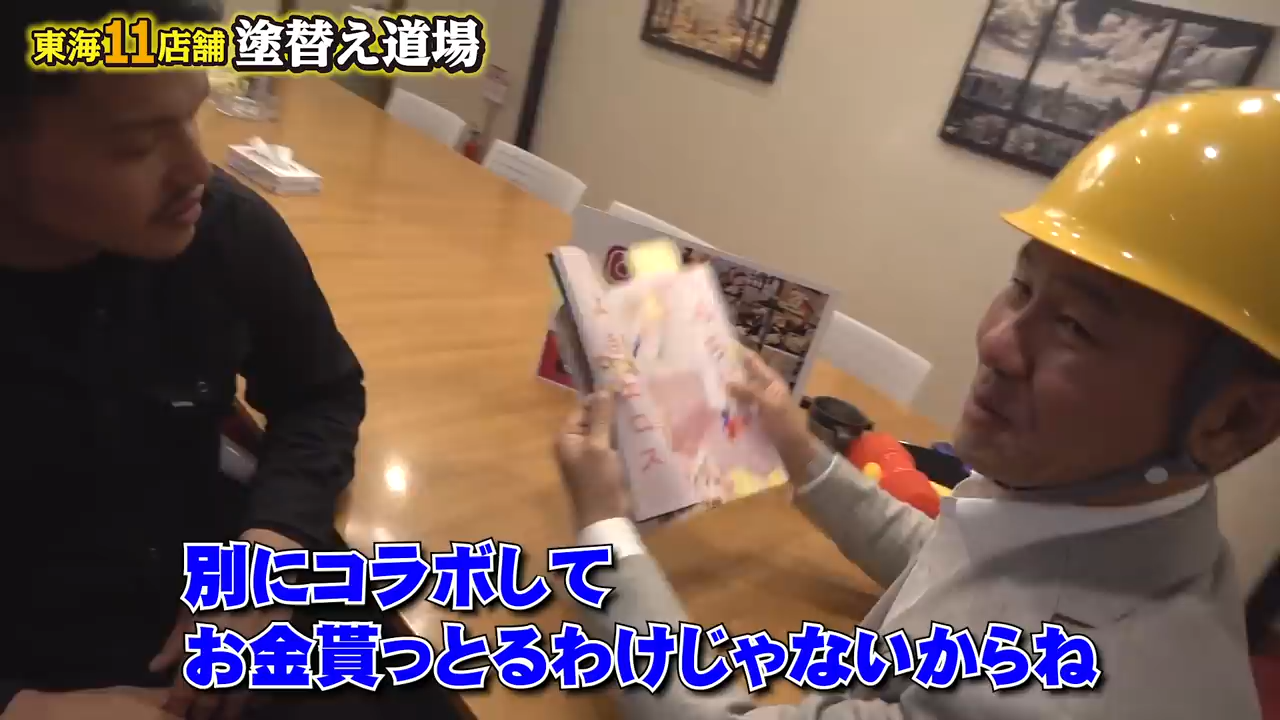 東海11店舗 塗替え道場
別にコラボして
お金貰っとるわけじゃないからね